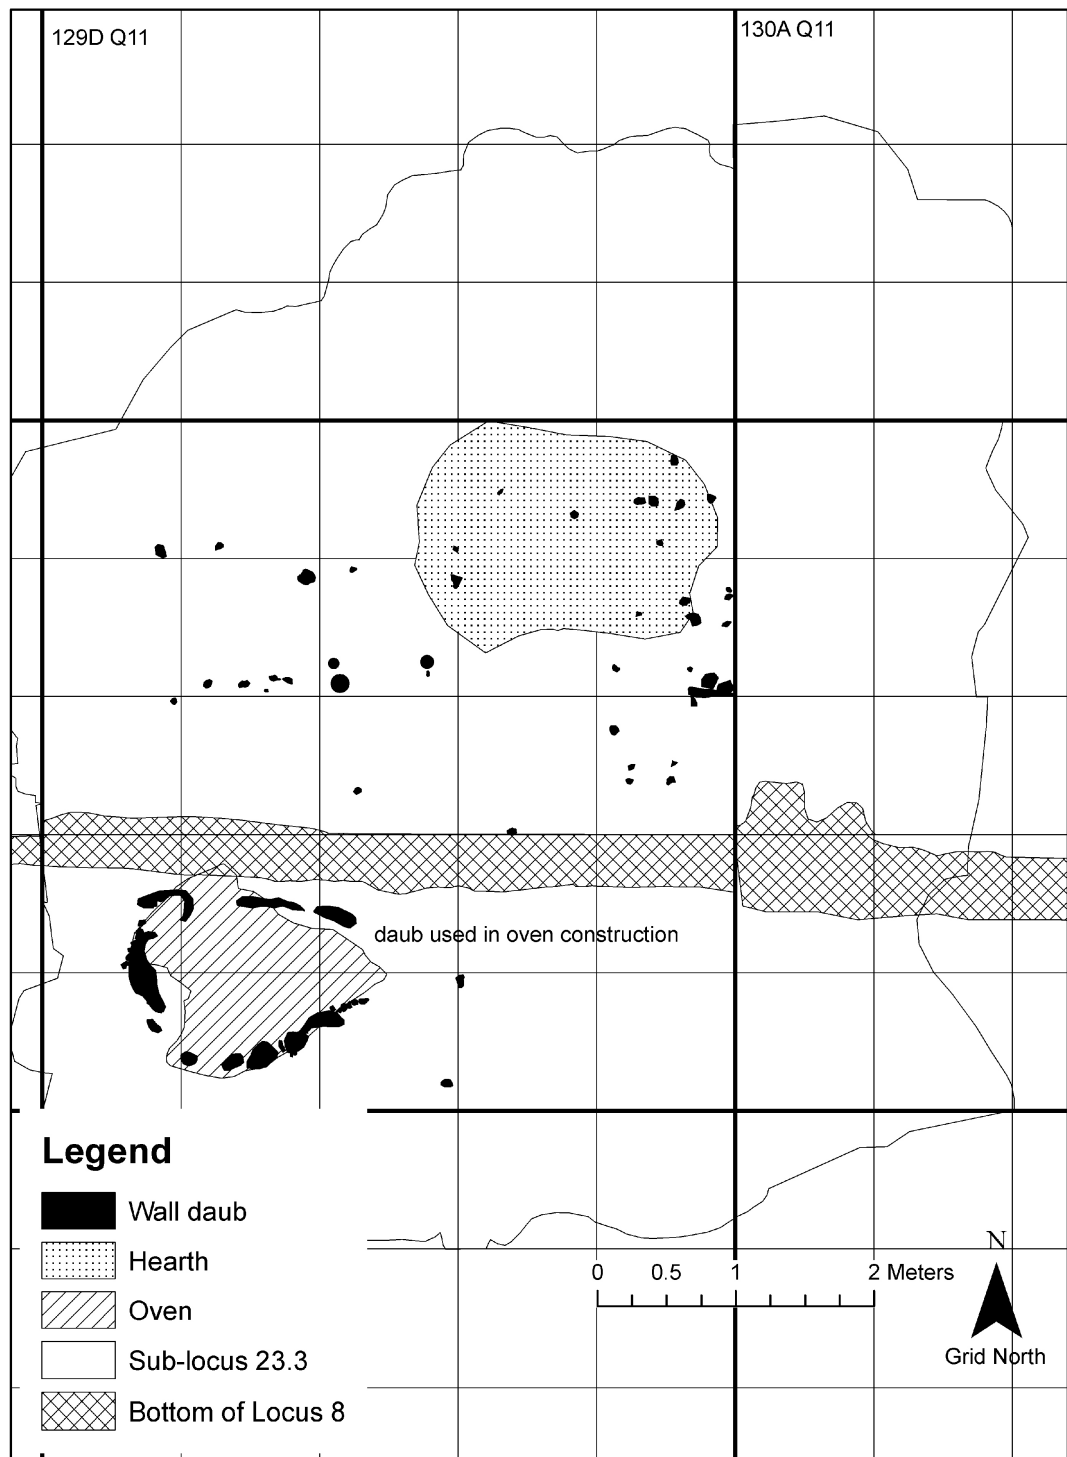 129D Q11
130A Q11
daub used in oven construction
Legend
Wall daub
Hearth
Oven
Sub-locus 23.3
Bottom of Locus 8
0 0.5 1 2 Meters
N
Grid North